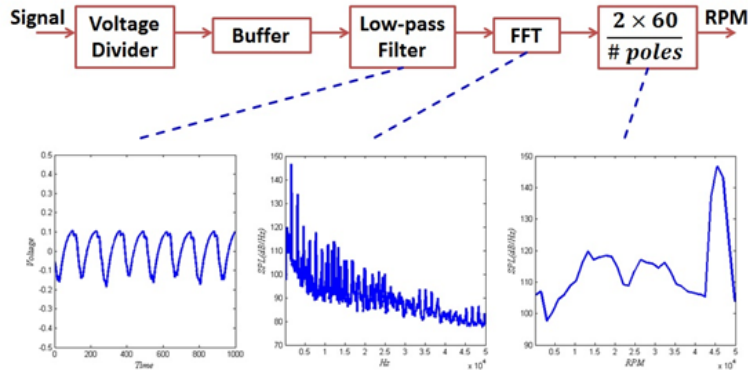 Signal
Voltage
Divider
Buffer
Low-pass
Filter
FFT
2 × 60
# poles
RPM
0.5
0.4
0.3
0.2
0.1
0
-0.1
-0.2
-0.3
-0.4
-0.5
Voltage
0 200 400 600 800 1000
Time
150
140
130
120
110
100
90
80
70
SPL(dB/Hz)
0.5 1 1.5 2 2.5 3 3.5 4 4.5 5
Hz
x 10⁴
150
140
130
120
110
100
90
SPL(dB/Hz)
0.5 1 1.5 2 2.5 3 3.5 4 4.5 5
RPM
x 10⁴